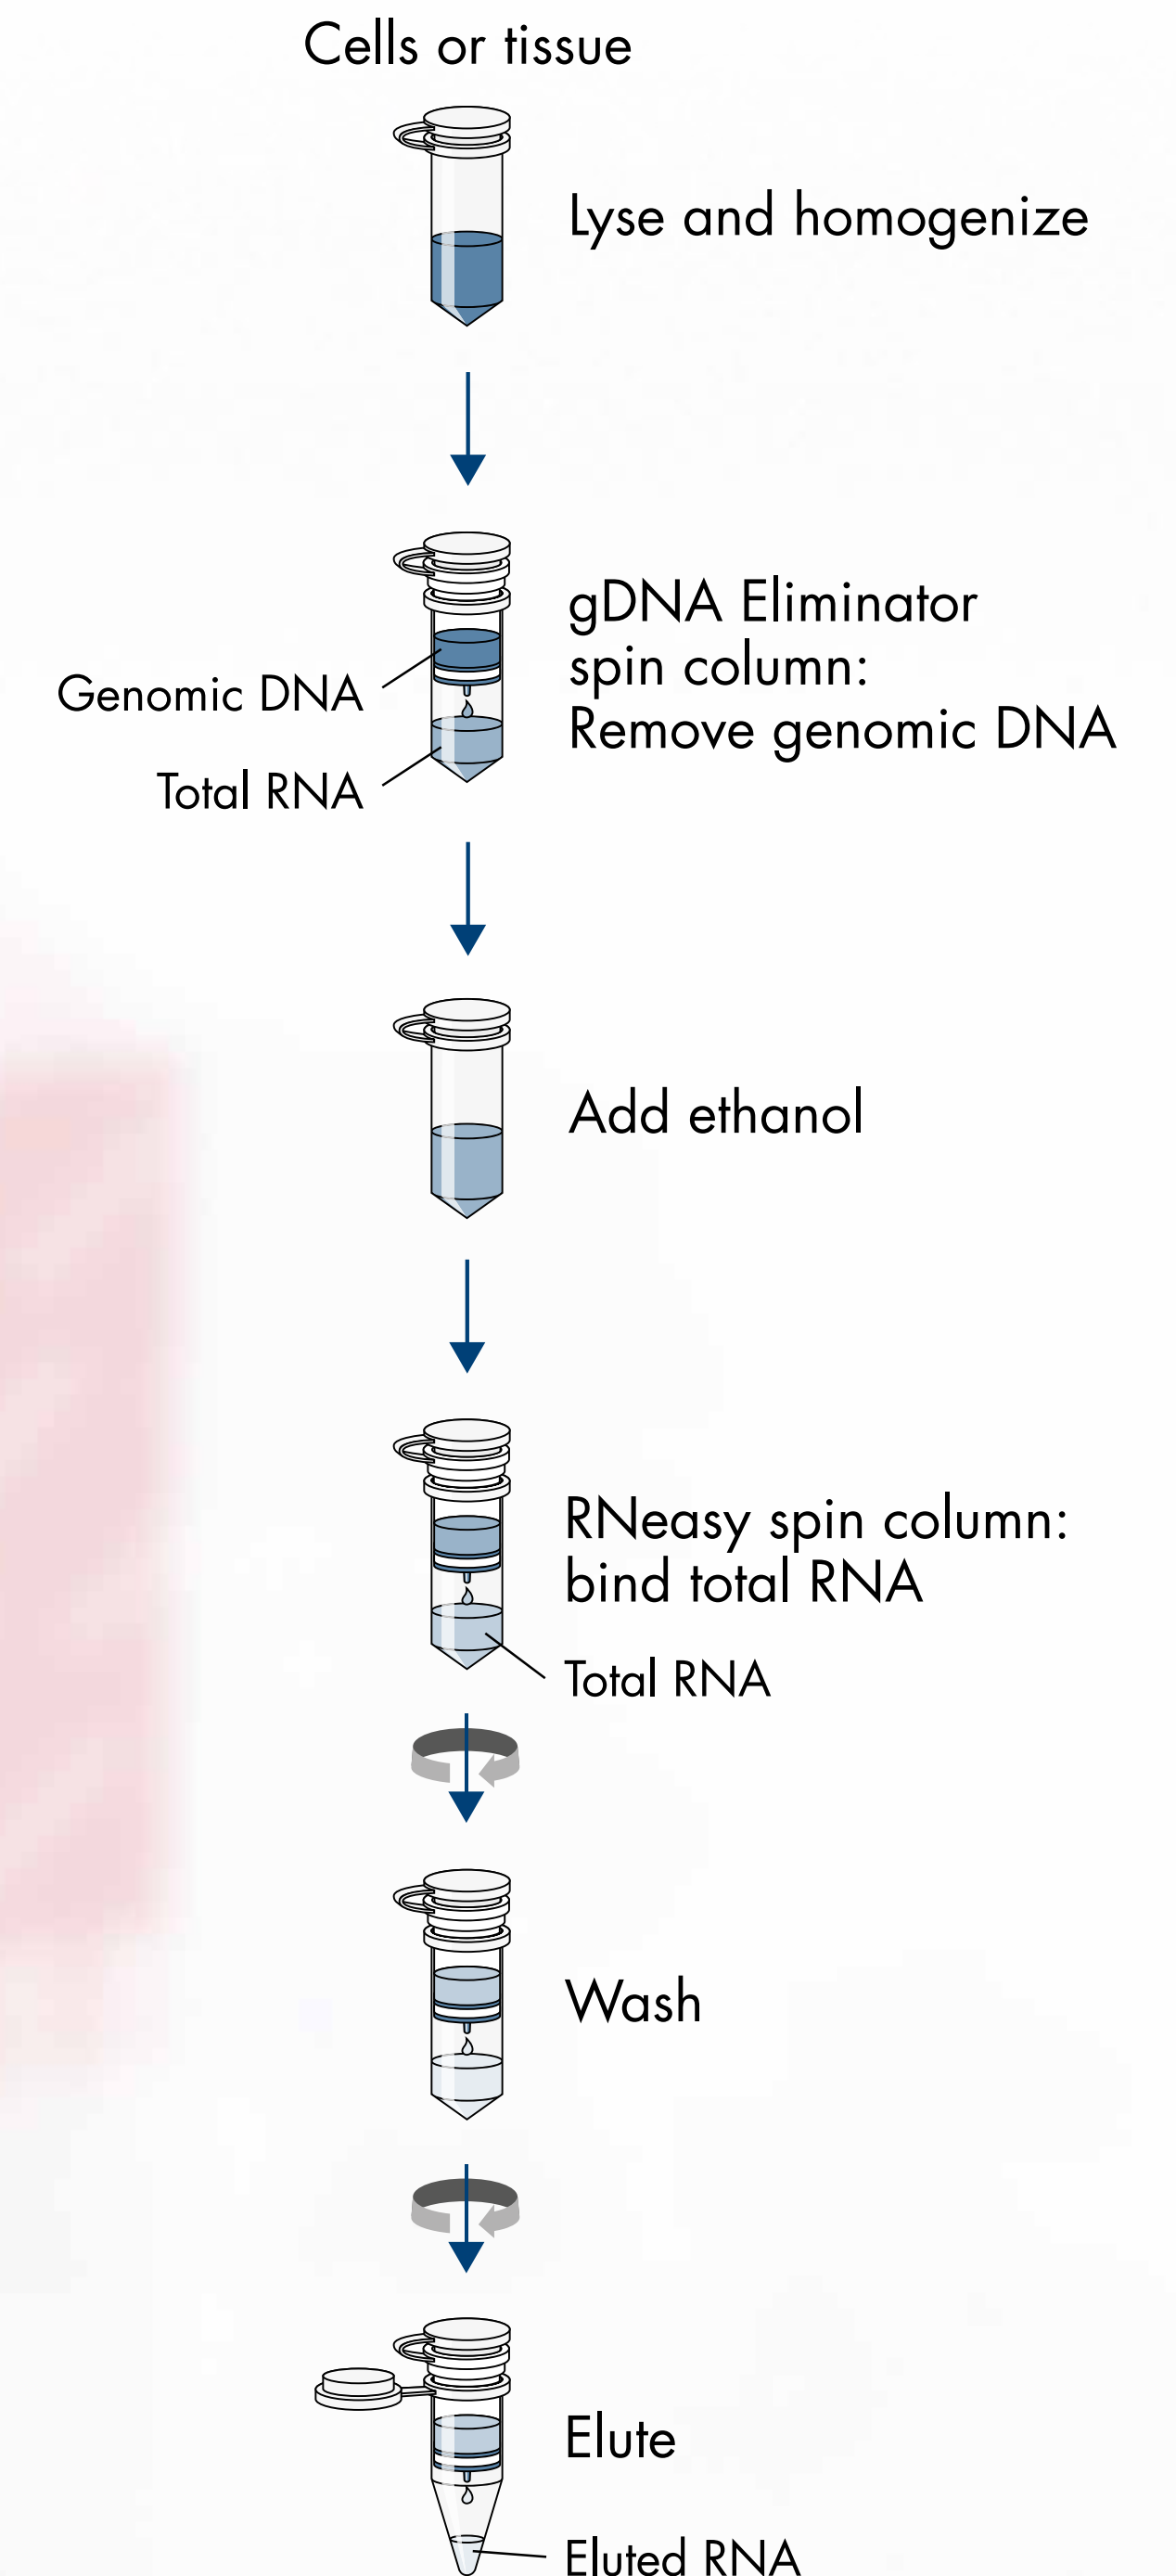 Cells or tissue
Lyse and homogenize
gDNA Eliminator
spin column:
Remove genomic DNA
Genomic DNA
Total RNA
Add ethanol
RNeasy spin column:
bind total RNA
Total RNA
Wash
Elute
Eluted RNA